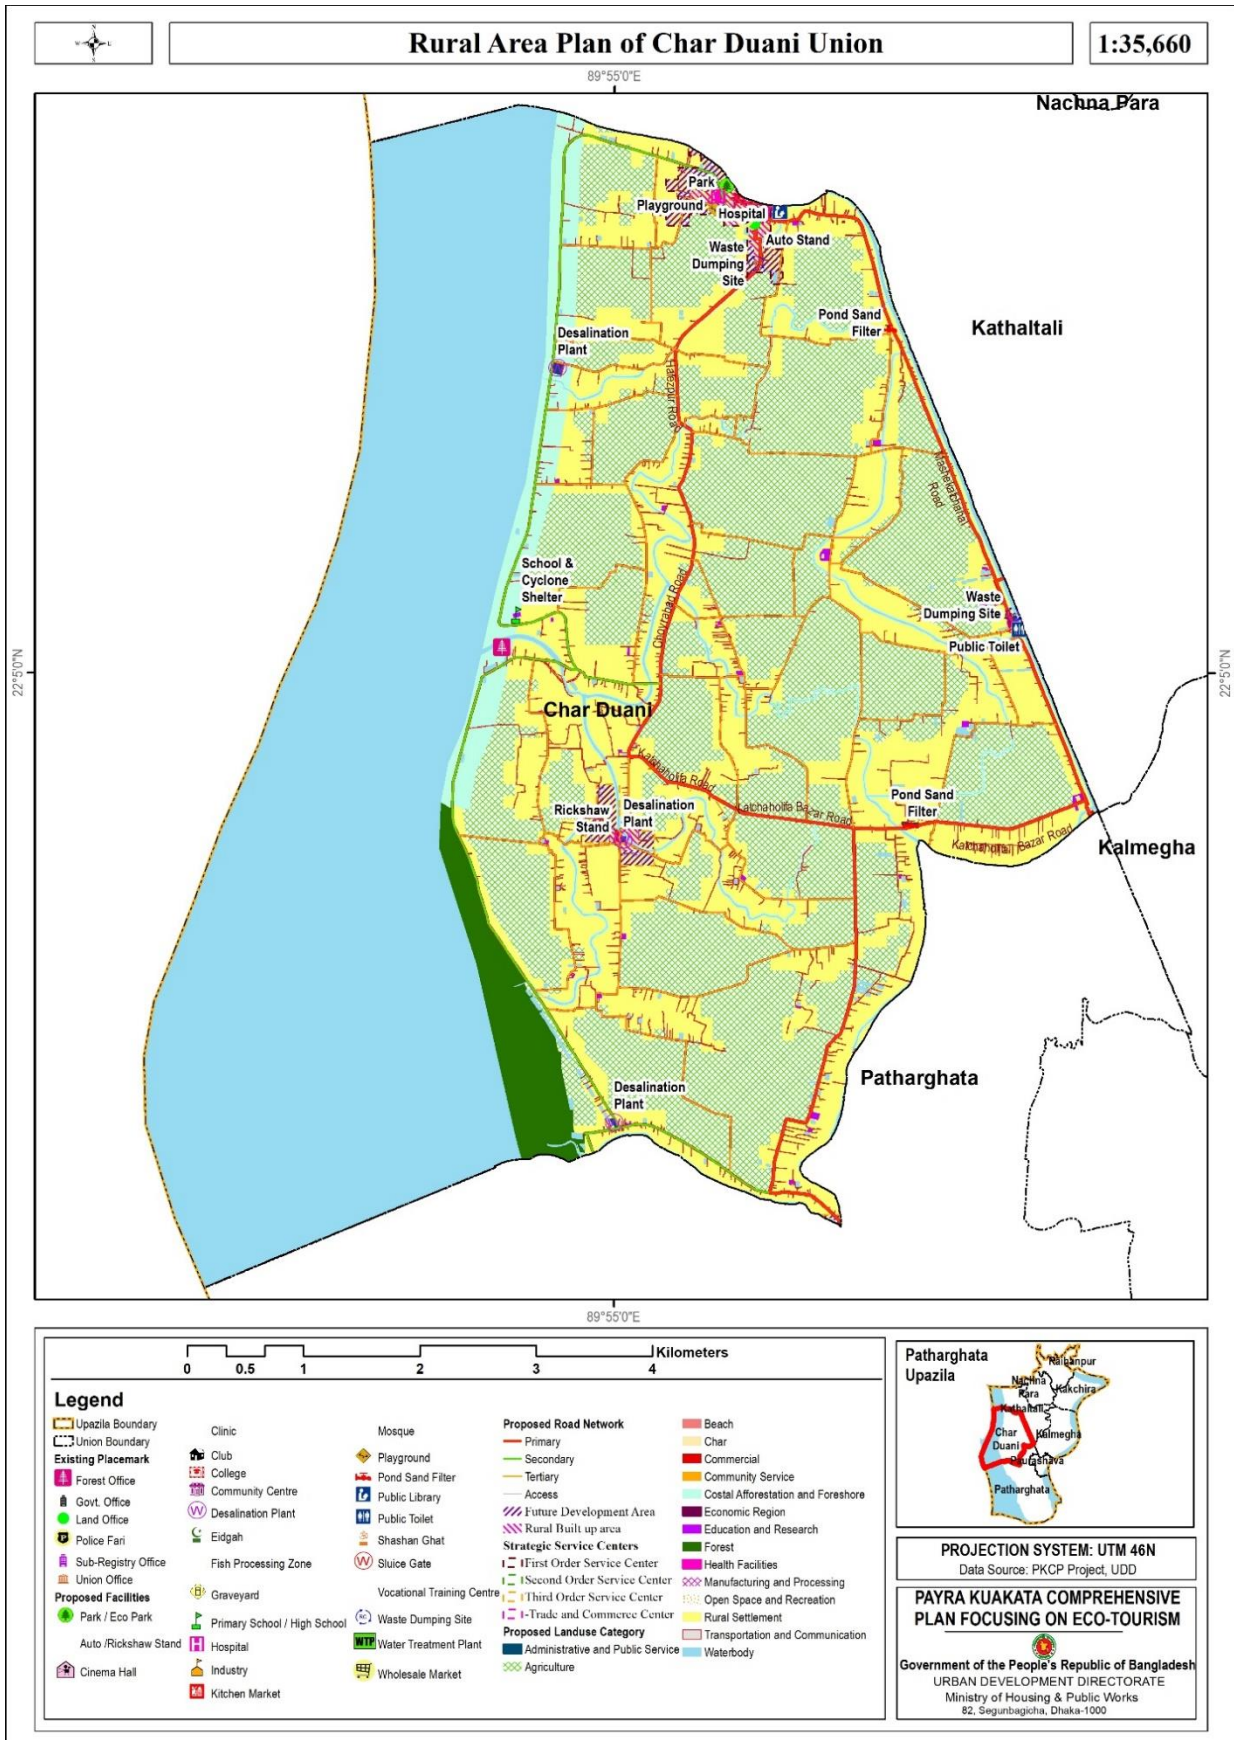 Rural Area Plan of Char Duani Union
1:35,660
89°55'0"E
Nachna Para
Park
Playground
Hospital
Auto Stand
Waste
Dumping
Site
Pond Sand
Filter
Kathaltali
Desalination
Plant
School &
Cyclone
Shelter
Waste
Dumping Site
Public Toilet
22°5'0"N
22°5'0"N
Char Duani
Rickshaw
Stand
Desalination
Plant
Pond Sand
Filter
Kalmegha
Patharghata
Desalination
Plant
89°55'0"E
Kilometers
0 0.5 1 2 3 4
Legend
Upazila Boundary
Union Boundary
Existing Placemark
Forest Office
Govt. Office
Land Office
Police Fari
Sub-Registry Office
Union Office
Proposed Facilities
Park / Eco Park
Auto /Rickshaw Stand
Cinema Hall
Clinic
Club
College
Community Centre
Desalination Plant
Eidgah
Fish Processing Zone
Graveyard
Primary School / High School
Hospital
Industry
Kitchen Market
Mosque
Playground
Pond Sand Filter
Public Library
Public Toilet
Shashan Ghat
Sluice Gate
Vocational Training Centre
Waste Dumping Site
WTP Water Treatment Plant
Wholesale Market
Proposed Road Network
Primary
Secondary
Tertiary
Access
Future Development Area
Rural Built up area
Strategic Service Centers
First Order Service Center
Second Order Service Center
Third Order Service Center
-Trade and Commerce Center
Proposed Landuse Category
Administrative and Public Service
Agriculture
Beach
Char
Commercial
Community Service
Costal Afforestation and Foreshore
Economic Region
Education and Research
Forest
Health Facilities
Manufacturing and Processing
Open Space and Recreation
Rural Settlement
Transportation and Communication
Waterbody
Patharghata
Upazila
Raihanpur
Nachna
Para
Kakchira
Kathaltali
Char
Duani
Kalmegha
Paurashava
Patharghata
PROJECTION SYSTEM: UTM 46N
Data Source: PKCP Project, UDD
PAYRA KUAKATA COMPREHENSIVE
PLAN FOCUSING ON ECO-TOURISM
Government of the People's Republic of Bangladesh
URBAN DEVELOPMENT DIRECTORATE
Ministry of Housing & Public Works
82, Segunbagicha, Dhaka-1000